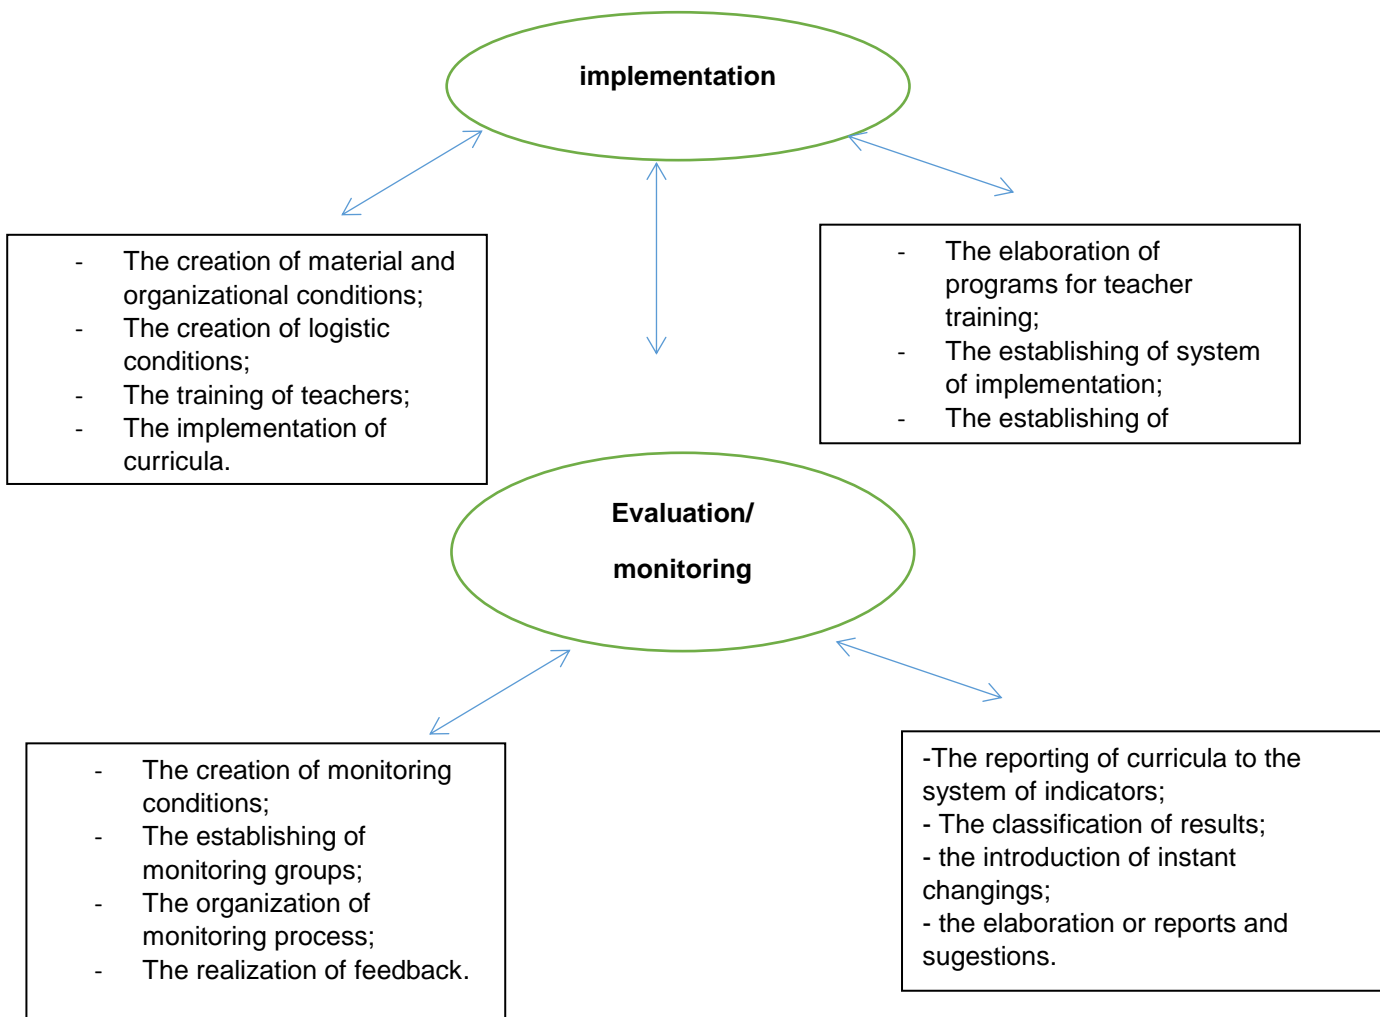 implementation
- The creation of material and
organizational conditions;
- The creation of logistic
conditions;
- The training of teachers;
- The implementation of
curricula.
- The elaboration of
programs for teacher
training;
- The establishing of system
of implementation;
- The establishing of
Evaluation/
monitoring
- The creation of monitoring
conditions;
- The establishing of
monitoring groups;
- The organization of
monitoring process;
- The realization of feedback.
-The reporting of curricula to the
system of indicators;
- The classification of results;
- the introduction of instant
changings;
- the elaboration or reports and
sugestions.